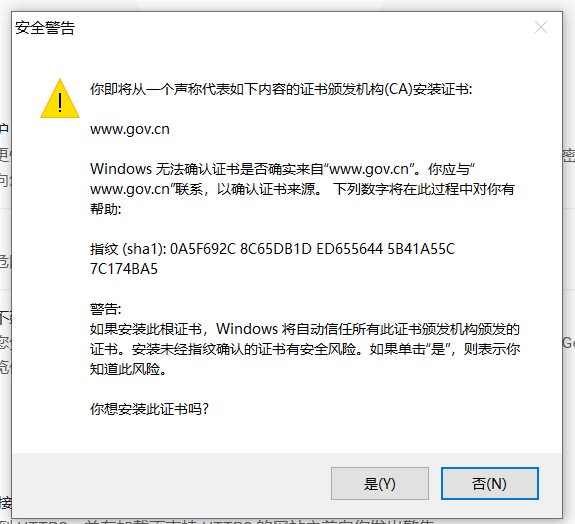 安全警告
你即将从一个声称代表如下内容的证书颁发机构(CA)安装证书:
www.gov.cn
Windows 无法确认证书是否确实来自“www.gov.cn”。你应与“
www.gov.cn”联系，以确认证书来源。 下列数字将在此过程中对你有
帮助:
指纹 (sha1): 0A5F692C 8C65DB1D ED655644 5B41A55C
7C174BA5
警告:
如果安装此根证书，Windows 将自动信任所有此证书颁发机构颁发的
证书。安装未经指纹确认的证书有安全风险。如果单击“是”，则表示你
知道此风险。
你想安装此证书吗?
是(Y)
否(N)